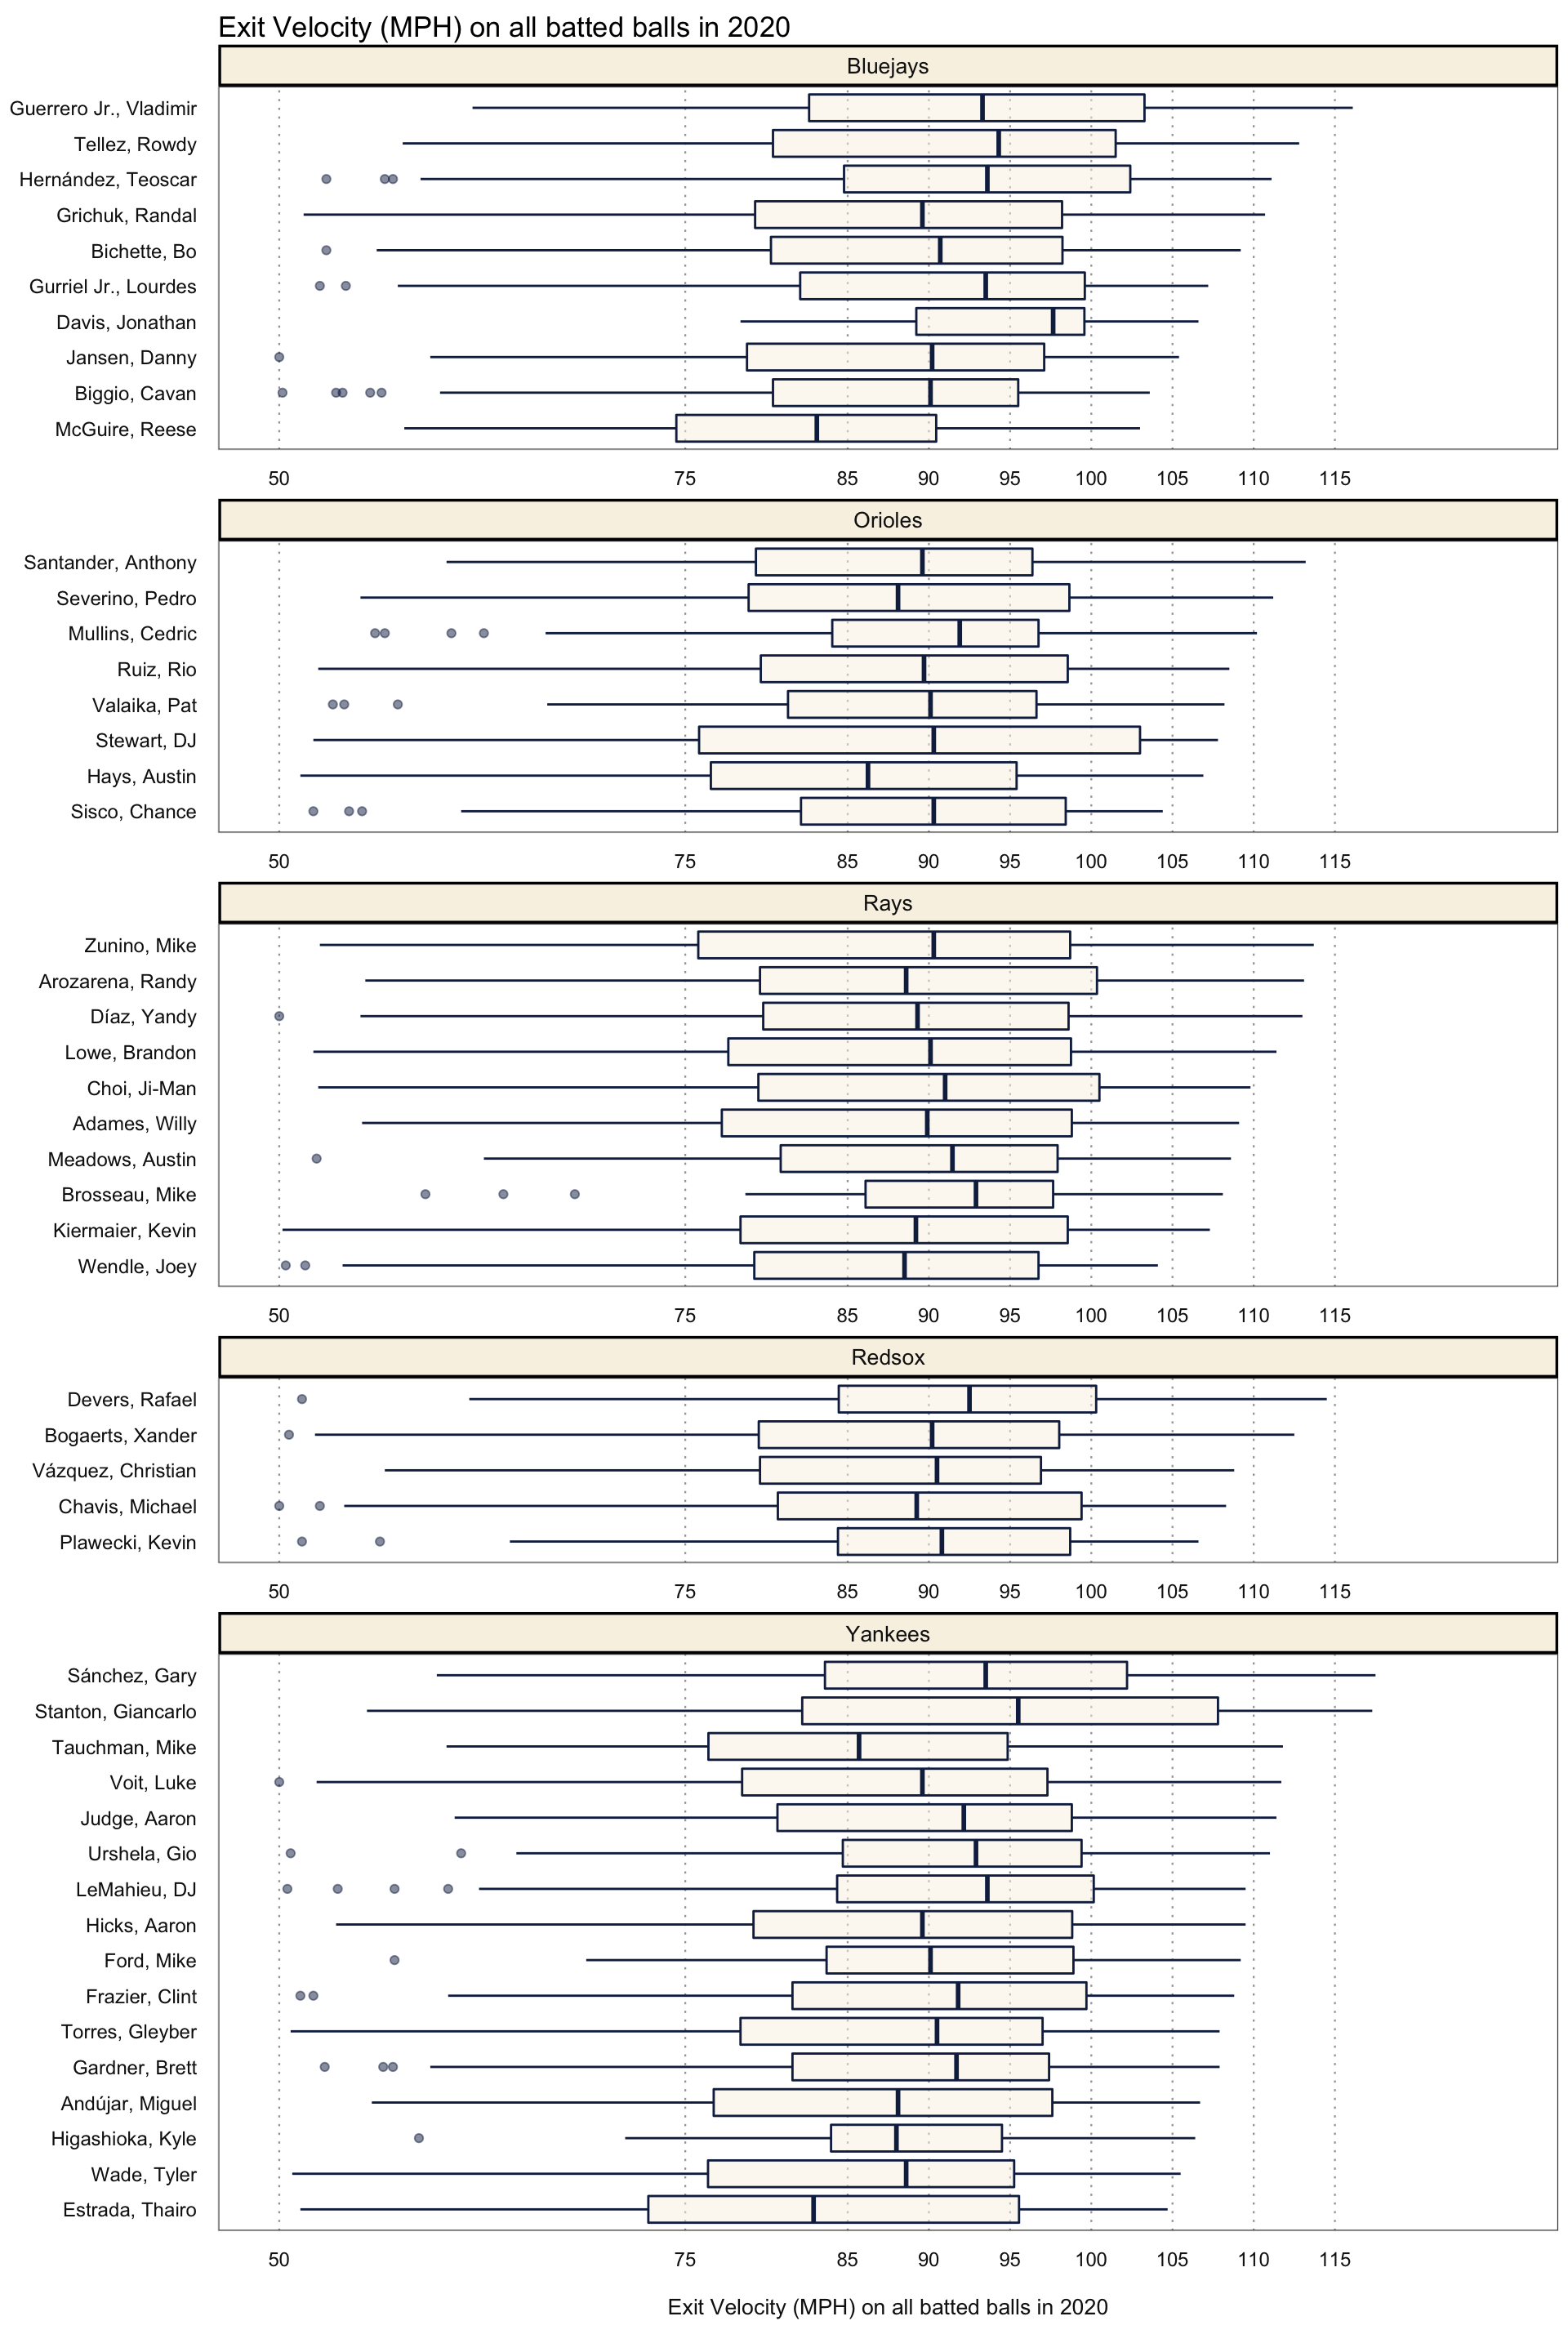 Exit Velocity (MPH) on all batted balls in 2020
Bluejays
Guerrero Jr., Vladimir
Tellez, Rowdy
Hernández, Teoscar
Grichuk, Randal
Bichette, Bo
Gurriel Jr., Lourdes
Davis, Jonathan
Jansen, Danny
Biggio, Cavan
McGuire, Reese
50 75 85 90 95 100 105 110 115
Orioles
Santander, Anthony
Severino, Pedro
Mullins, Cedric
Ruiz, Rio
Valaika, Pat
Stewart, DJ
Hays, Austin
Sisco, Chance
50 75 85 90 95 100 105 110 115
Rays
Zunino, Mike
Arozarena, Randy
Díaz, Yandy
Lowe, Brandon
Choi, Ji-Man
Adames, Willy
Meadows, Austin
Brosseau, Mike
Kiermaier, Kevin
Wendle, Joey
50 75 85 90 95 100 105 110 115
Redsox
Devers, Rafael
Bogaerts, Xander
Vázquez, Christian
Chavis, Michael
Plawecki, Kevin
50 75 85 90 95 100 105 110 115
Yankees
Sánchez, Gary
Stanton, Giancarlo
Tauchman, Mike
Voit, Luke
Judge, Aaron
Urshela, Gio
LeMahieu, DJ
Hicks, Aaron
Ford, Mike
Frazier, Clint
Torres, Gleyber
Gardner, Brett
Andújar, Miguel
Higashioka, Kyle
Wade, Tyler
Estrada, Thairo
50 75 85 90 95 100 105 110 115
Exit Velocity (MPH) on all batted balls in 2020